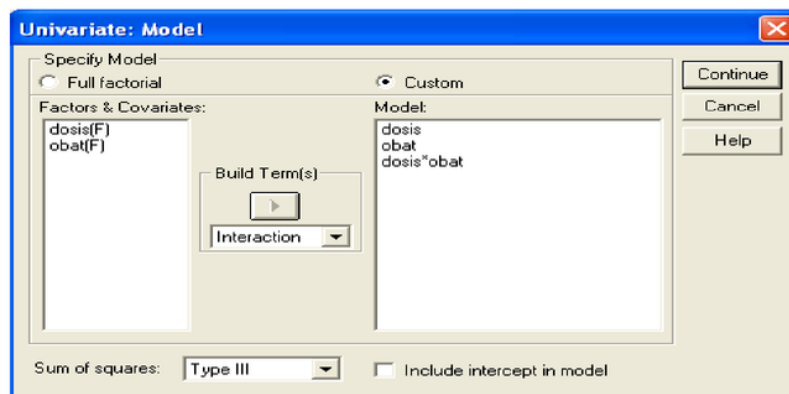 Univariate: Model
Specify Model
Full factorial
Custom
Continue
Cancel
Help
Factors & Covariates:
dosis(F)
obat(F)
Build Term(s)
Interaction
Model:
dosis
obat
dosis*obat
Sum of squares:
Type III
Include intercept in model